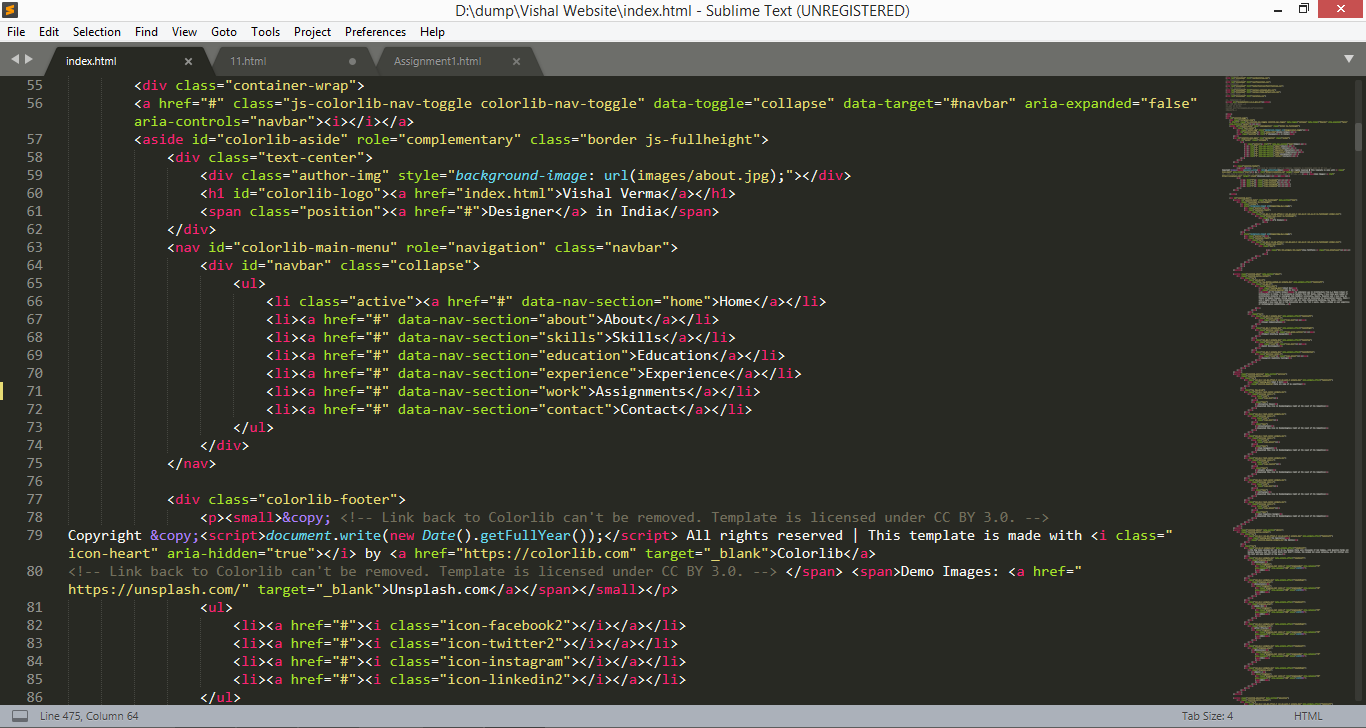 D:\dump\Vishal Website\index.html - Sublime Text (UNREGISTERED)
File Edit Selection Find View Goto Tools Project Preferences Help
index.html 11.html Assignment1.html
55 <div class="container-wrap">
56 <a href="#" class="js-colorlib-nav-toggle colorlib-nav-toggle" data-toggle="collapse" data-target="#navbar" aria-expanded="false"
aria-controls="navbar"><i></i></a>
57 <aside id="colorlib-aside" role="complementary" class="border js-fullheight">
58 <div class="text-center">
59 <div class="author-img" style="background-image: url(images/about.jpg);"></div>
60 <h1 id="colorlib-logo"><a href="index.html">Vishal Verma</a></h1>
61 <span class="position"><a href="#">Designer</a> in India</span>
62 </div>
63 <nav id="colorlib-main-menu" role="navigation" class="navbar">
64 <div id="navbar" class="collapse">
65 <ul>
66 <li class="active"><a href="#" data-nav-section="home">Home</a></li>
67 <li><a href="#" data-nav-section="about">About</a></li>
68 <li><a href="#" data-nav-section="skills">Skills</a></li>
69 <li><a href="#" data-nav-section="education">Education</a></li>
70 <li><a href="#" data-nav-section="experience">Experience</a></li>
71 <li><a href="#" data-nav-section="work">Assignments</a></li>
72 <li><a href="#" data-nav-section="contact">Contact</a></li>
73 </ul>
74 </div>
75 </nav>
76
77 <div class="colorlib-footer">
78 <p><small>&copy; <!-- Link back to Colorlib can't be removed. Template is licensed under CC BY 3.0. -->
79 Copyright &copy;<script>document.write(new Date().getFullYear());</script> All rights reserved | This template is made with <i class="
icon-heart" aria-hidden="true"></i> by <a href="https://colorlib.com" target="_blank">Colorlib</a>
80 <!-- Link back to Colorlib can't be removed. Template is licensed under CC BY 3.0. --> </span> <span>Demo Images: <a href="
https://unsplash.com/" target="_blank">Unsplash.com</a></span></small></p>
81 <ul>
82 <li><a href="#"><i class="icon-facebook2"></i></a></li>
83 <li><a href="#"><i class="icon-twitter2"></i></a></li>
84 <li><a href="#"><i class="icon-instagram"></i></a></li>
85 <li><a href="#"><i class="icon-linkedin2"></i></a></li>
86 </ul>
Line 475, Column 64 Tab Size: 4 HTML